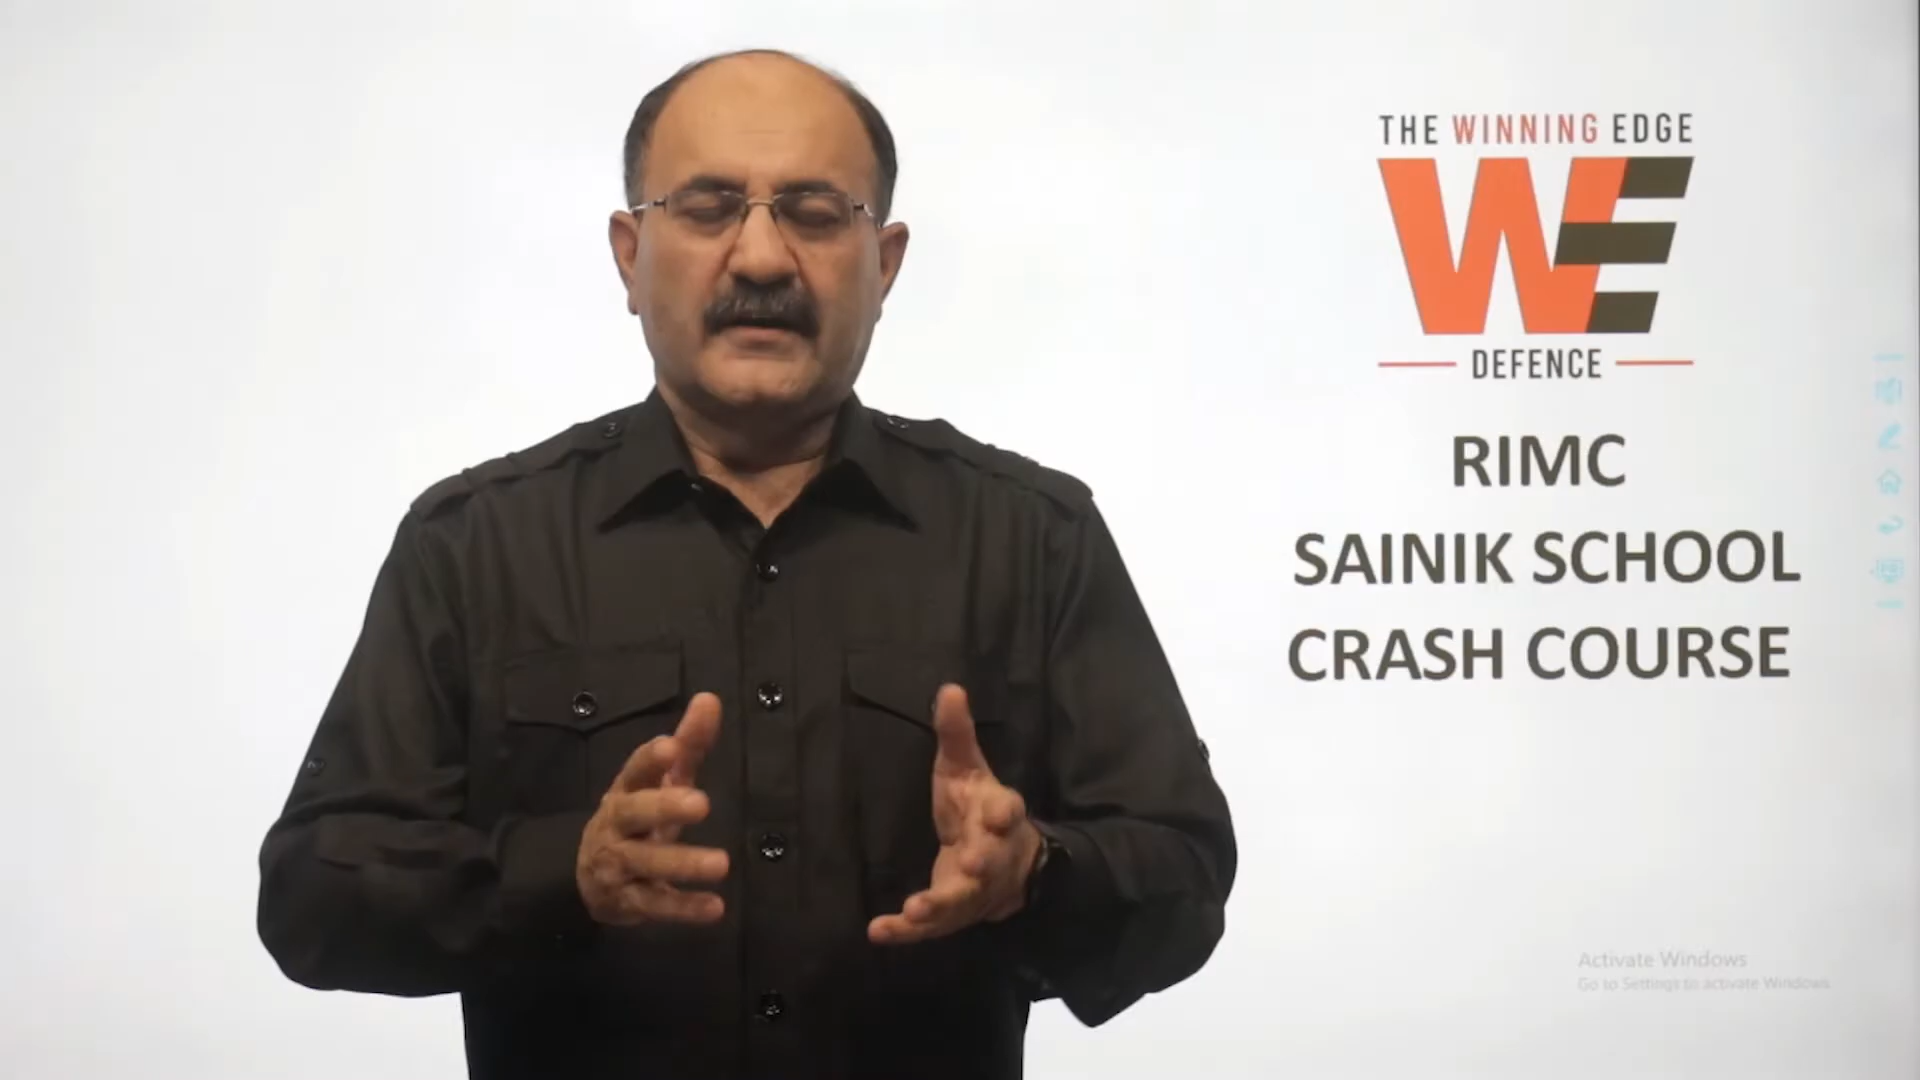 THE WINNING EDGE
WE
DEFENCE
RIMC
SAINIK SCHOOL
CRASH COURSE
Activate Windows
Go to Settings to activate Windows.